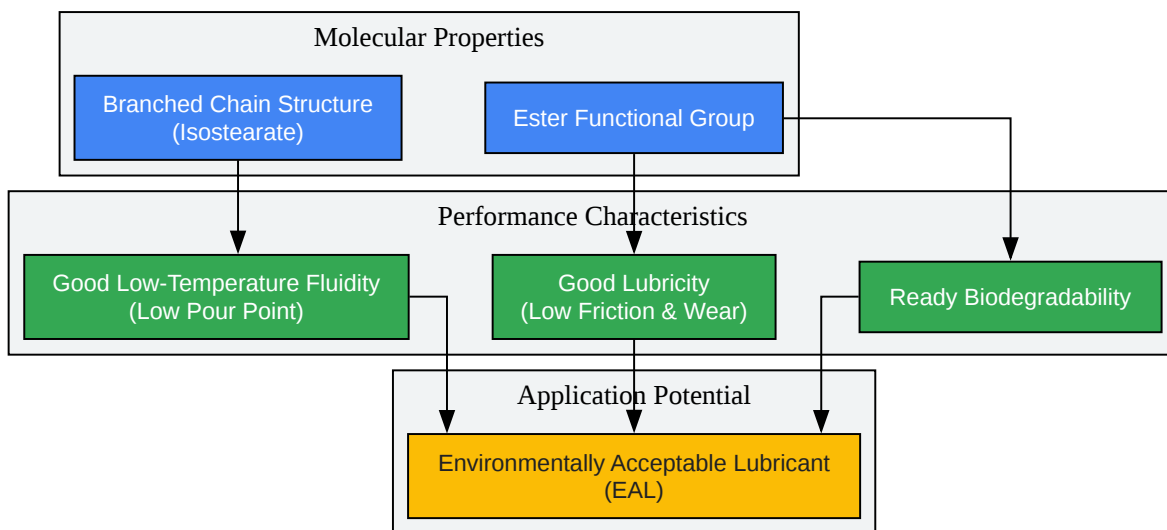 Molecular Properties
Branched Chain Structure
(Isostearate)
Ester Functional Group
Performance Characteristics
Good Low-Temperature Fluidity
(Low Pour Point)
Good Lubricity
(Low Friction & Wear)
Ready Biodegradability
Application Potential
Environmentally Acceptable Lubricant
(EAL)